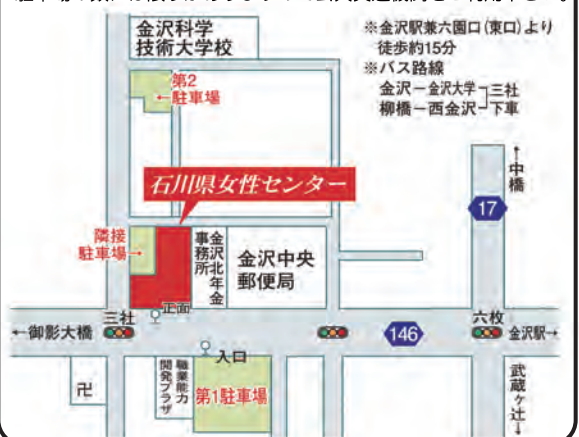 金沢科学
技術大学校
※金沢駅兼六園口（東口）より
徒歩約15分
※バス路線
金沢－金沢大学
柳橋－西金沢
三社
下車
第2
←駐車場
石川県女性センター
↑中橋
17
隣接
駐車場→
金沢北年金
事務所
金沢中央
郵便局
正面
三社
六枚
←御影大橋
146
金沢駅→
入口
卍
職業能力
開発プラザ
第1駐車場
武蔵ヶ辻↓